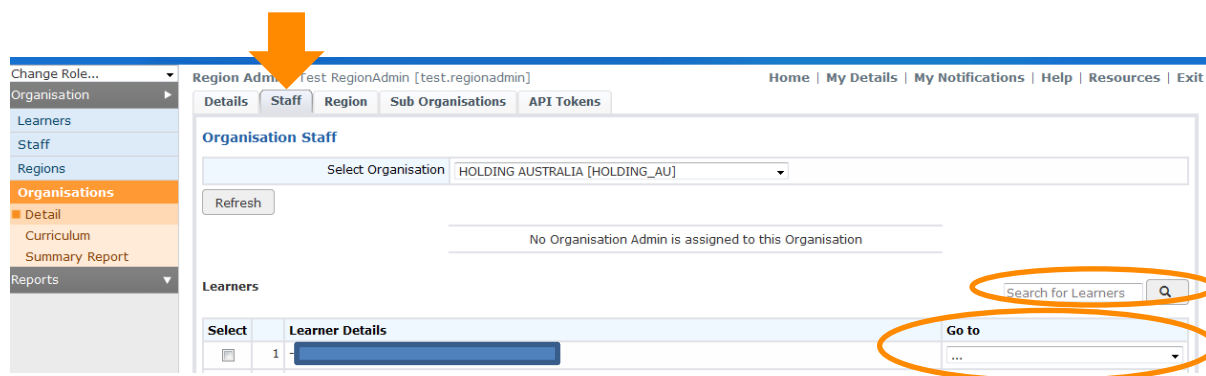 Change Role...
Region Admin Test RegionAdmin [test.regionadmin]
Home | My Details | My Notifications | Help | Resources | Exit
Organisation
Details Staff Region Sub Organisations API Tokens
Learners
Staff
Regions
Organisations
Detail
Curriculum
Summary Report
Reports
Organisation Staff
Select Organisation HOLDING AUSTRALIA [HOLDING_AU]
Refresh
No Organisation Admin is assigned to this Organisation
Learners
Search for Learners
Select Learner Details Go to
1 - ...